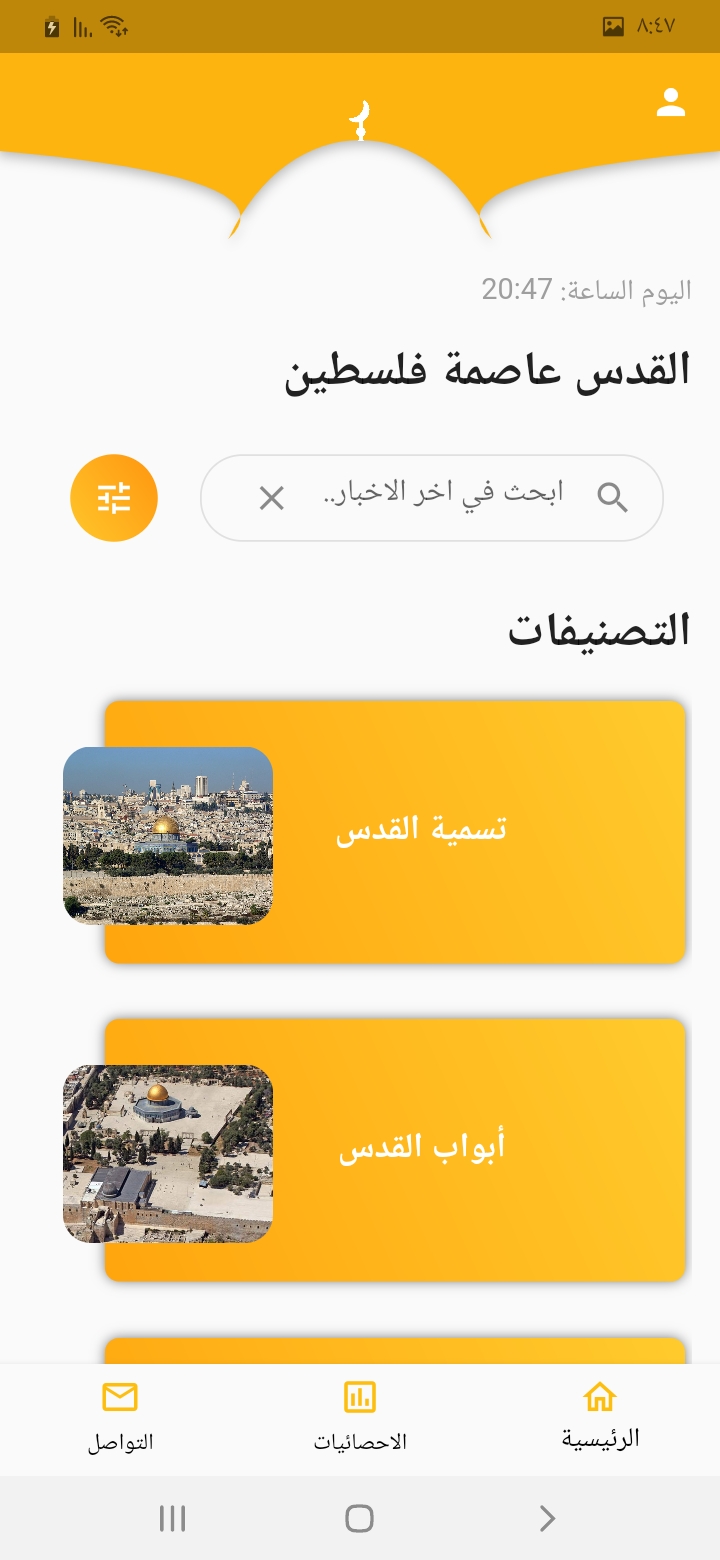 ٨:٤٧
اليوم الساعة: 20:47
القدس عاصمة فلسطين
ابحث في اخر الاخبار..
التصنيفات
تسمية القدس
أبواب القدس
الرئيسية
الاحصائيات
التواصل